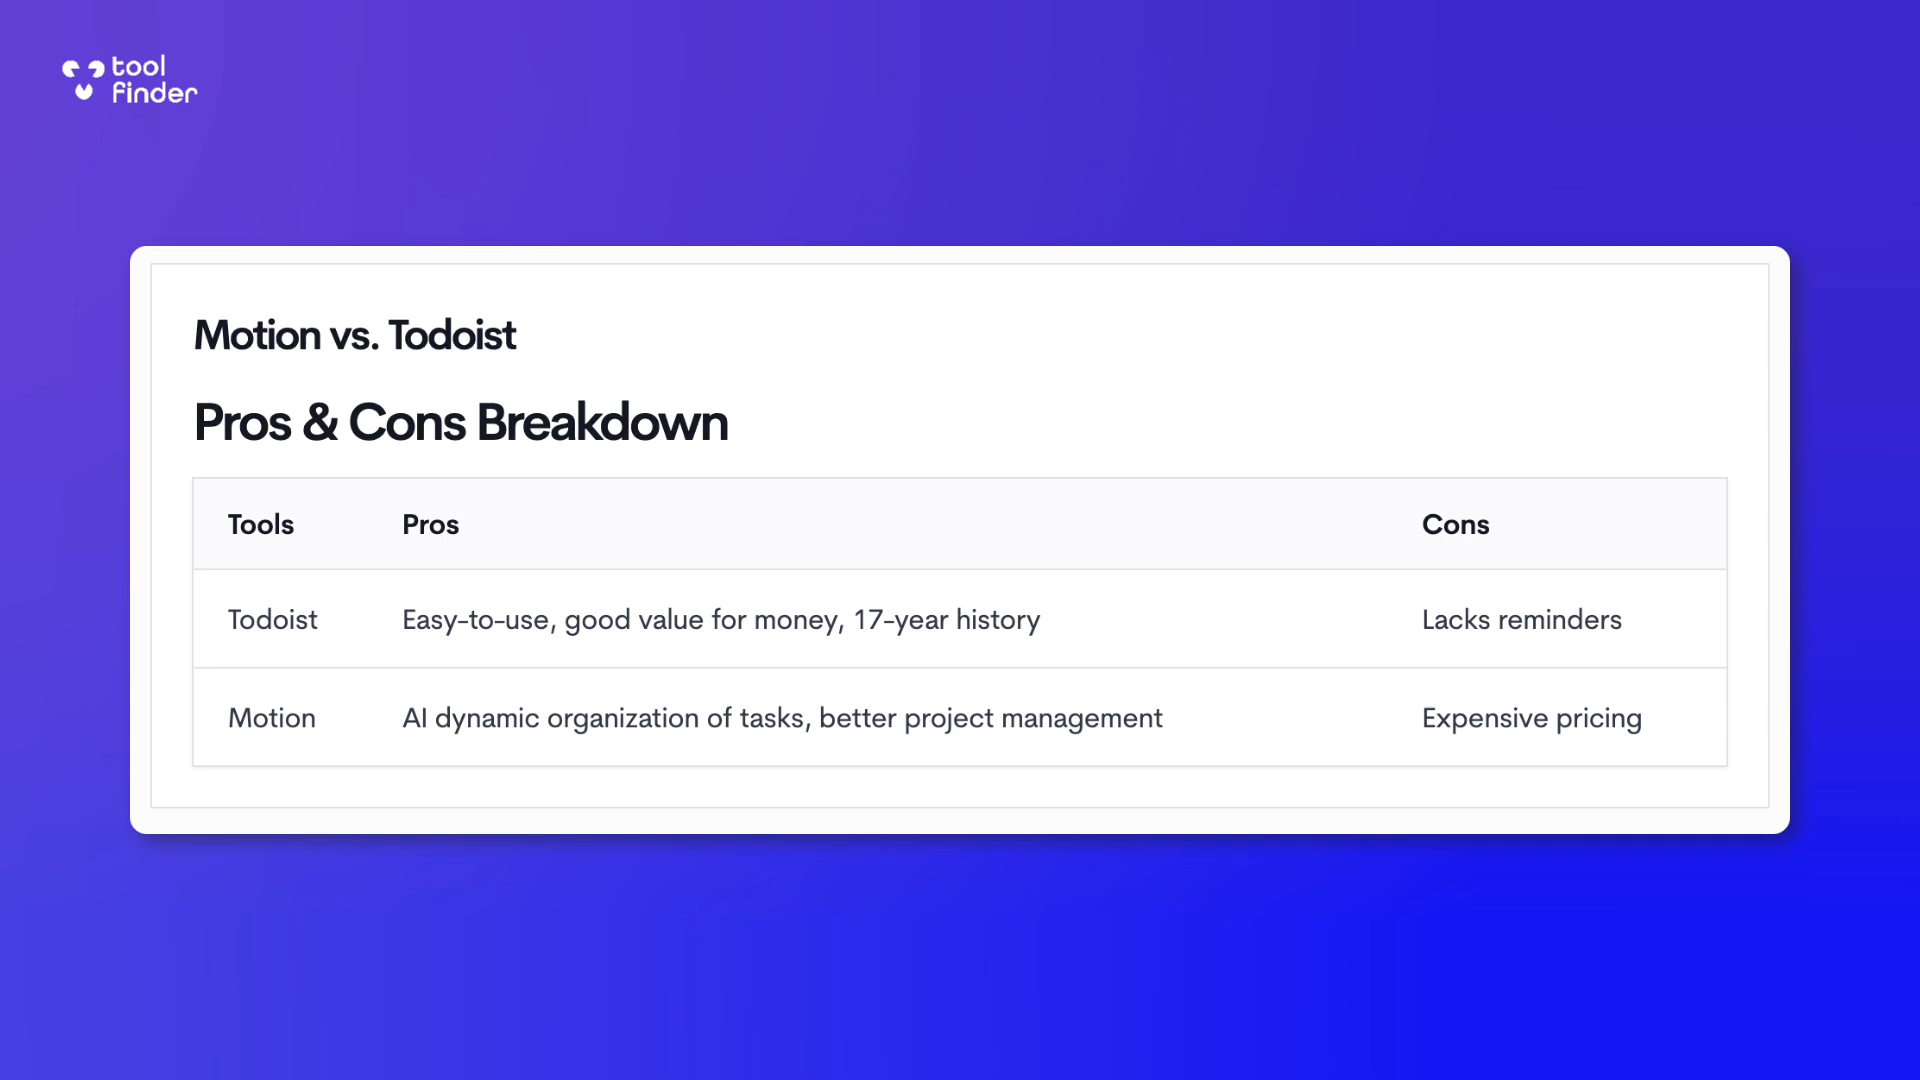 tool
finder
Motion vs. Todoist
Pros & Cons Breakdown
Tools Pros Cons
Todoist Easy-to-use, good value for money, 17-year history Lacks reminders
Motion AI dynamic organization of tasks, better project management Expensive pricing